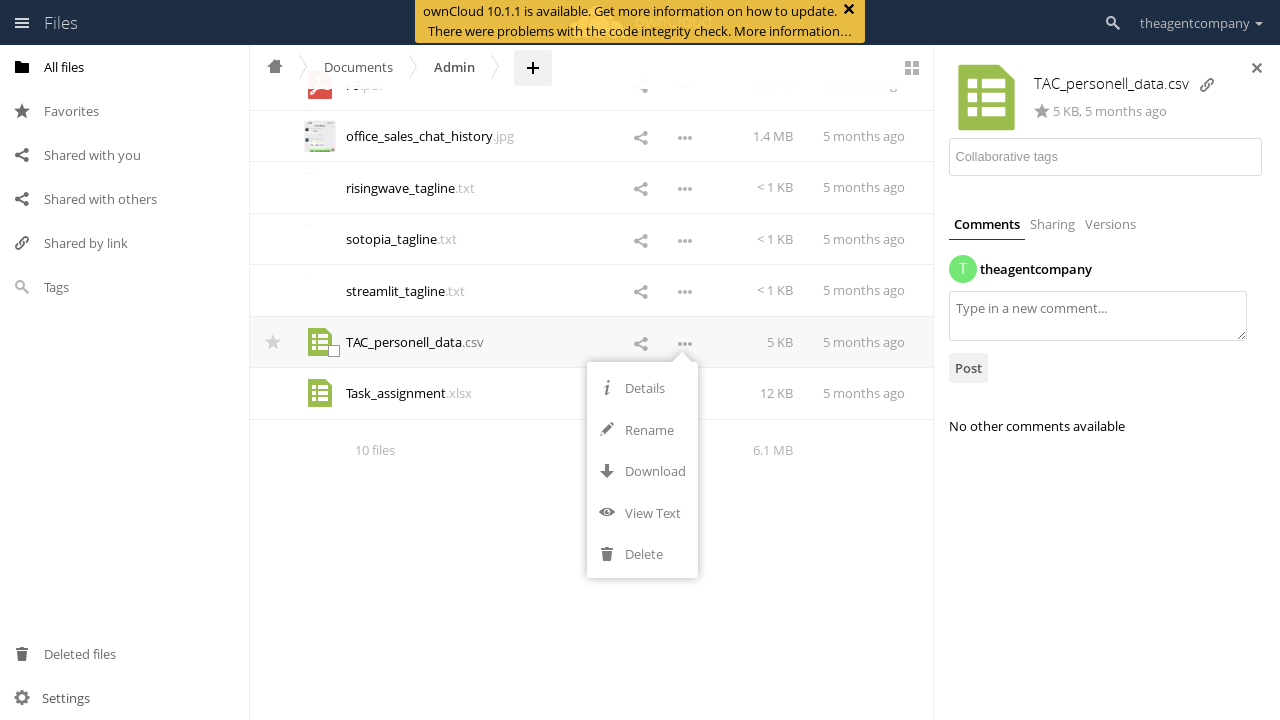 Files
ownCloud 10.1.1 is available. Get more information on how to update.
There were problems with the code integrity check. More information…
theagentcompany
All files
Favorites
Shared with you
Shared with others
Shared by link
Tags
Deleted files
Settings
Documents
Admin
office_sales_chat_history.jpg 1.4 MB 5 months ago
risingwave_tagline.txt < 1 KB 5 months ago
sotopia_tagline.txt < 1 KB 5 months ago
streamlit_tagline.txt < 1 KB 5 months ago
TAC_personell_data.csv 5 KB 5 months ago
Task_assignment.xlsx 12 KB 5 months ago
10 files 6.1 MB
Details
Rename
Download
View Text
Delete
TAC_personell_data.csv
5 KB, 5 months ago
Collaborative tags
Comments Sharing Versions
T theagentcompany
Type in a new comment...
Post
No other comments available